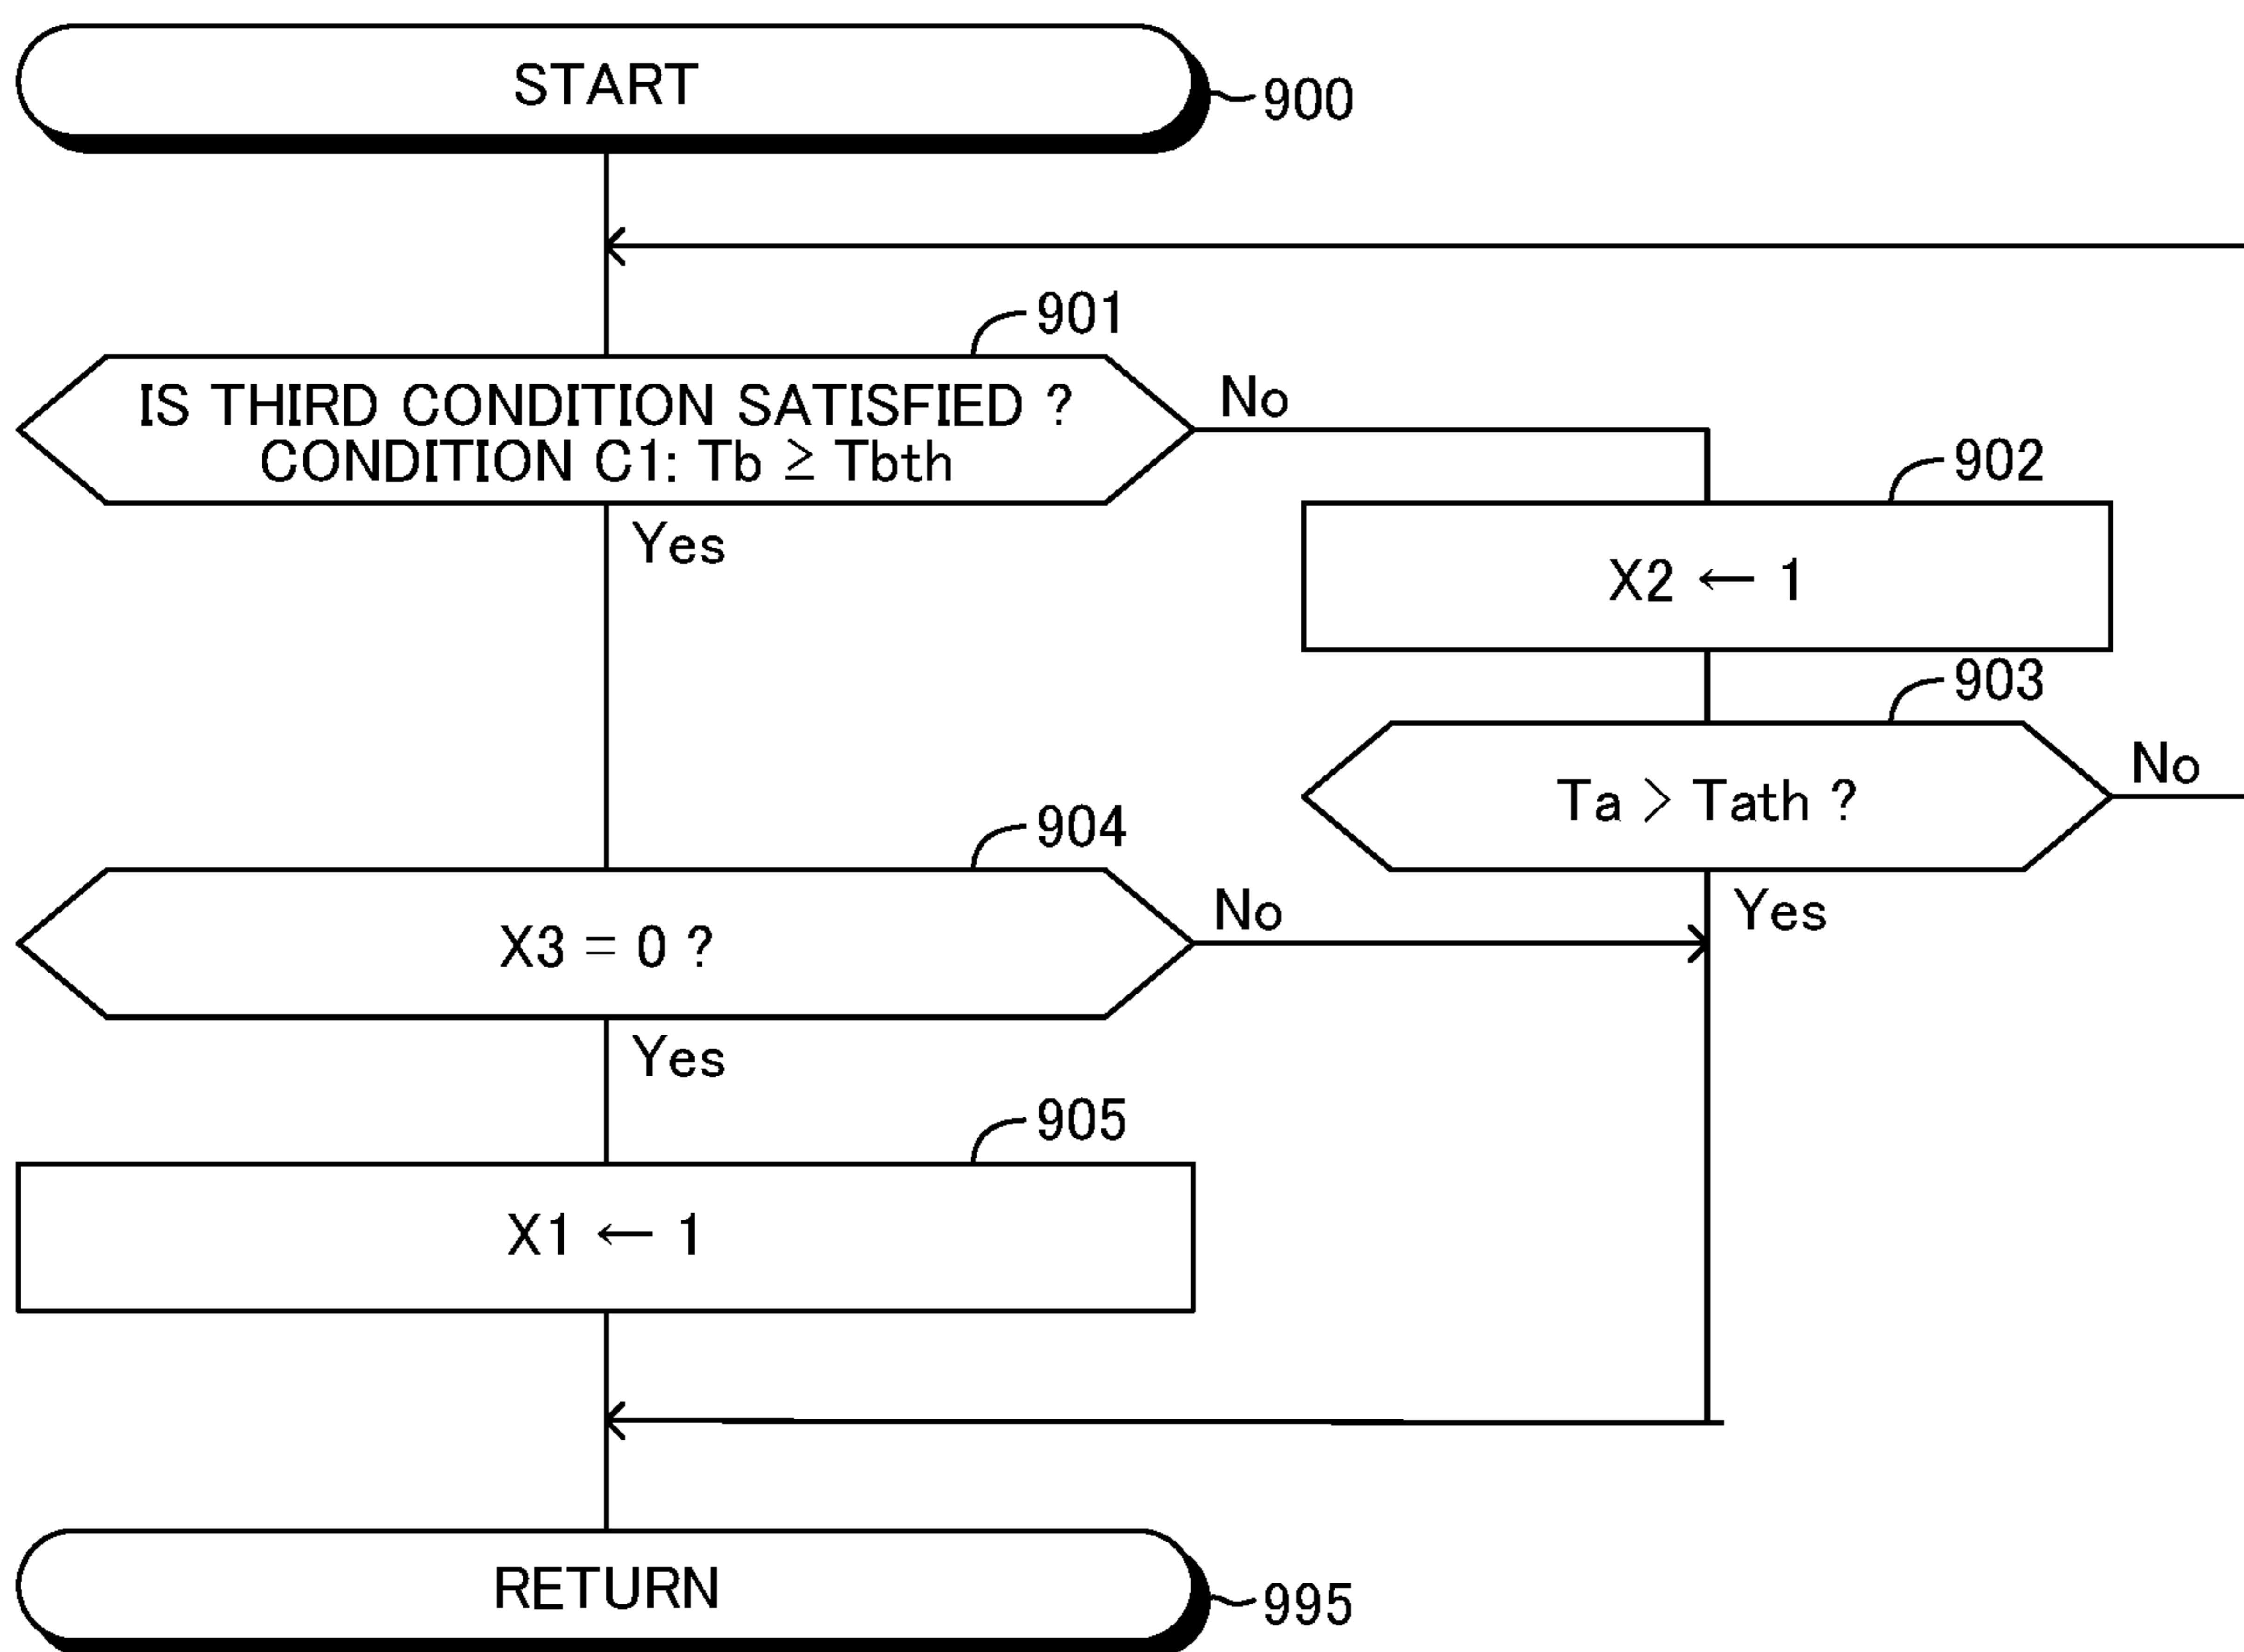 START
900
901
IS THIRD CONDITION SATISFIED ?
CONDITION C1: Tb ≥ Tbth
No
Yes
902
X2 ← 1
903
Ta > Tath ?
No
Yes
904
X3 = 0 ?
No
Yes
905
X1 ← 1
RETURN
995